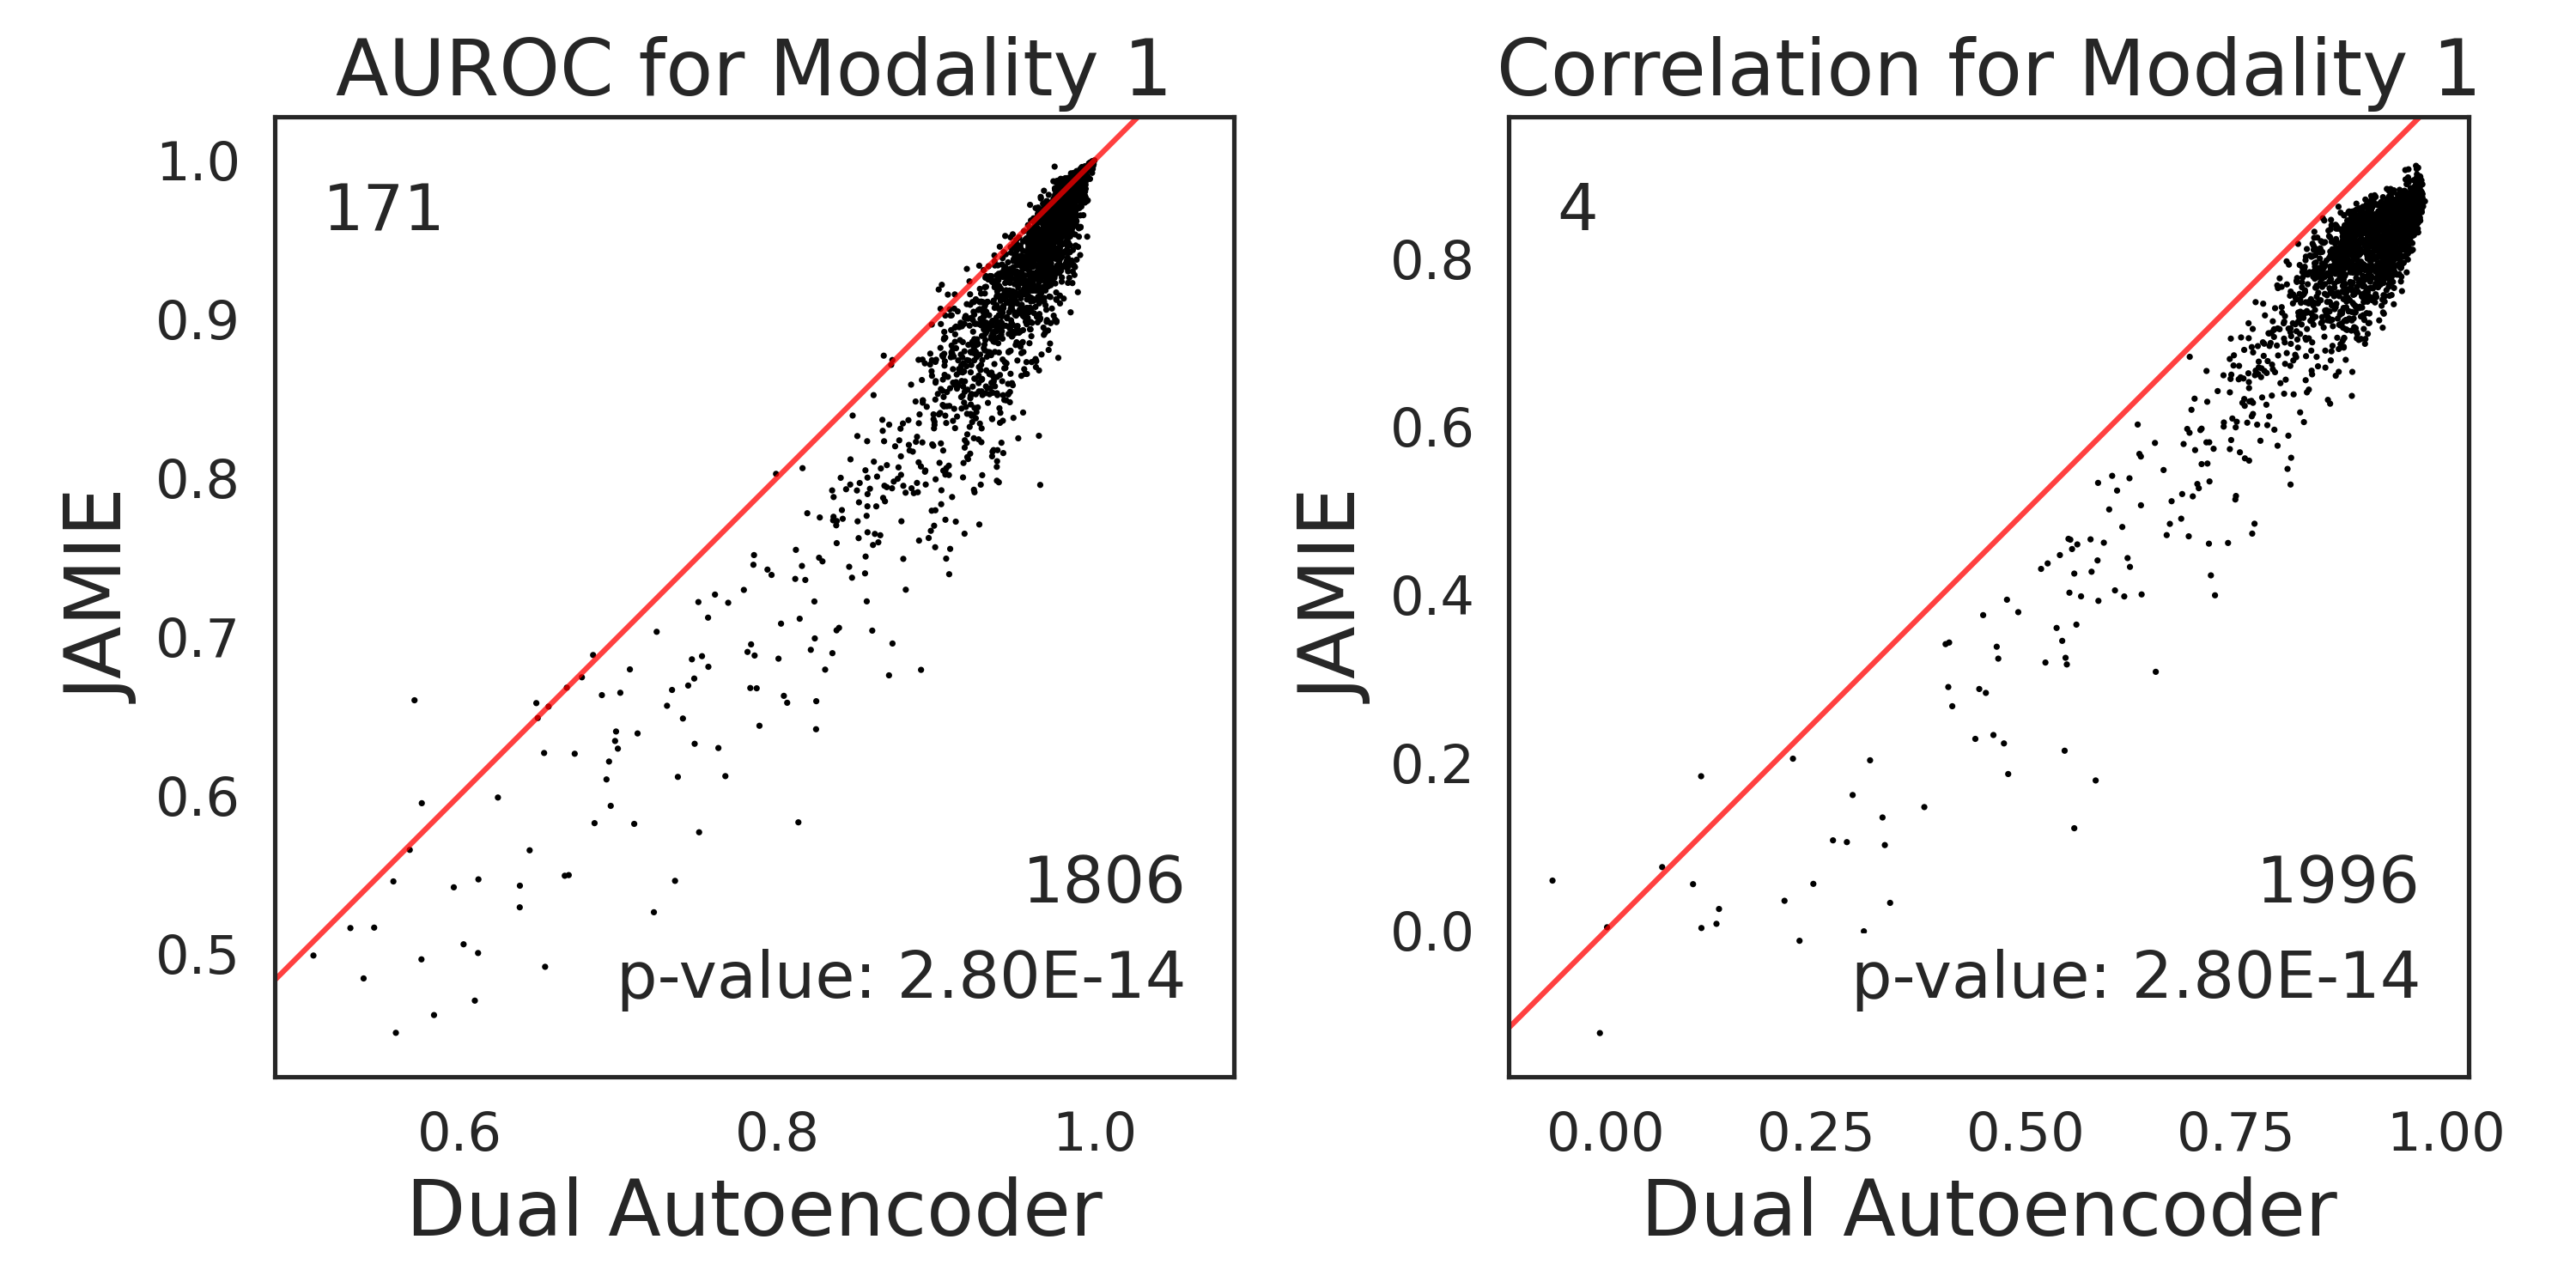 AUROC for Modality 1
JAMIE
1.0
0.9
0.8
0.7
0.6
0.5
171
1806
p-value: 2.80E-14
0.6 0.8 1.0
Dual Autoencoder
Correlation for Modality 1
JAMIE
0.8
0.6
0.4
0.2
0.0
4
1996
p-value: 2.80E-14
0.00 0.25 0.50 0.75 1.00
Dual Autoencoder